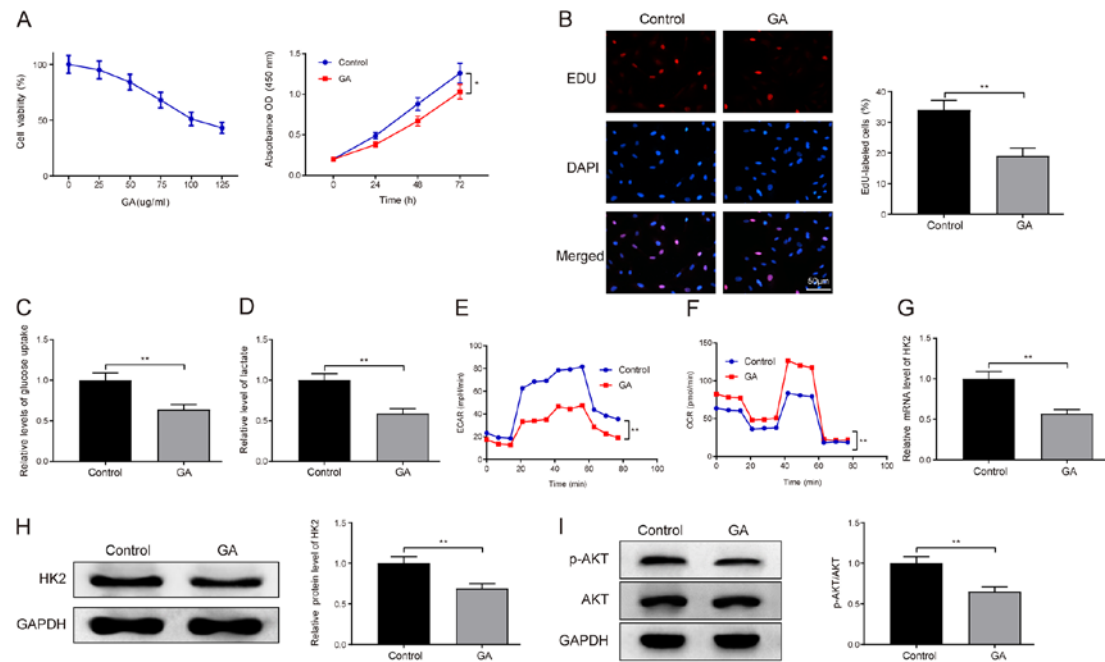 A
Cell viability (%)
100
50
0
0 25 50 75 100 125
GA(ug/ml)
Absorbance OD (450 nm)
1.5
1.0
0.5
0.0
0 24 48 72
Time (h)
Control
GA
*
B
Control GA
EDU
DAPI
Merged
50μm
EdU-labeled cells (%)
40
30
20
10
0
Control GA
**
C
Relative levels of glucose uptake
1.5
1.0
0.5
0.0
Control GA
**
D
Relative level of lactate
1.5
1.0
0.5
0.0
Control GA
**
E
ECAR (mpH/min)
100
80
60
40
20
0 20 40 60 80 100
Time (min)
Control
GA
**
F
OCR (pmol/min)
150
100
50
0
0 20 40 60 80 100
Time (min)
Control
GA
**
G
Relative mRNA level of HK2
1.5
1.0
0.5
0.0
Control GA
**
H
Control GA
HK2
GAPDH
Relative protein level of HK2
1.5
1.0
0.5
0.0
Control GA
**
I
Control GA
p-AKT
AKT
GAPDH
p-AKT/AKT
1.5
1.0
0.5
0.0
Control GA
**